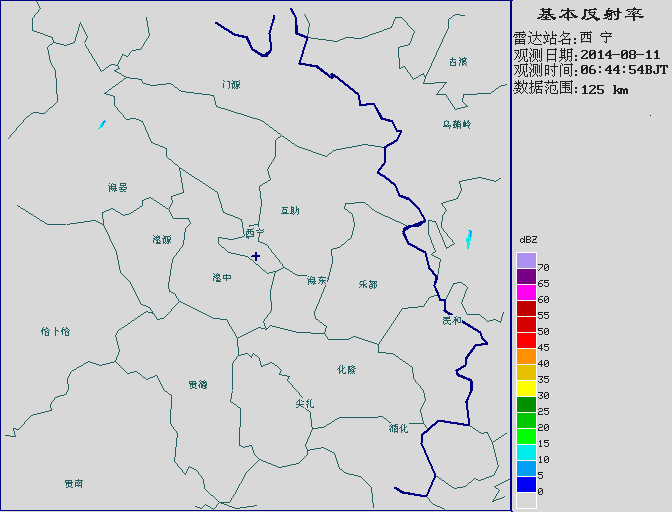 基本反射率
雷达站名:西 宁
观测日期:2014-08-11
观测时间:06:44:54BJT
数据范围:125 km
古浪
门源
乌鞘岭
海晏
互助
西宁
湟源
湟中
海东
乐都
民和
恰卜恰
化隆
贵德
尖扎
循化
贵南
dBZ
70
65
60
55
50
45
40
35
30
25
20
15
10
5
0